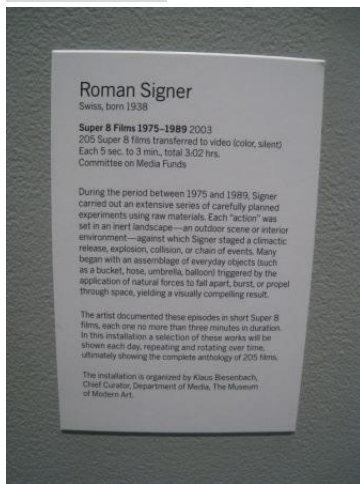 Roman Signer
Swiss, born 1938
Super 8 Films 1975–1989 2003
205 Super 8 films transferred to video (color, silent)
Each 5 sec. to 3 min., total 3:02 hrs.
Committee on Media Funds
During the period between 1975 and 1989, Signer
carried out an extensive series of carefully planned
experiments using raw materials. Each “action” was
set in an inert landscape—an outdoor scene or interior
environment—against which Signer staged a climactic
release, explosion, collision, or chain of events. Many
began with an assemblage of everyday objects (such
as a bucket, hose, umbrella, balloon) triggered by the
application of natural forces to fall apart, burst, or propel
through space, yielding a visually compelling result.
The artist documented these episodes in short Super 8
films, each one no more than three minutes in duration.
In this installation a selection of these works will be
shown each day, repeating and rotating over time,
ultimately showing the complete anthology of 205 films.
The installation is organized by Klaus Biesenbach,
Chief Curator, Department of Media, The Museum
of Modern Art.